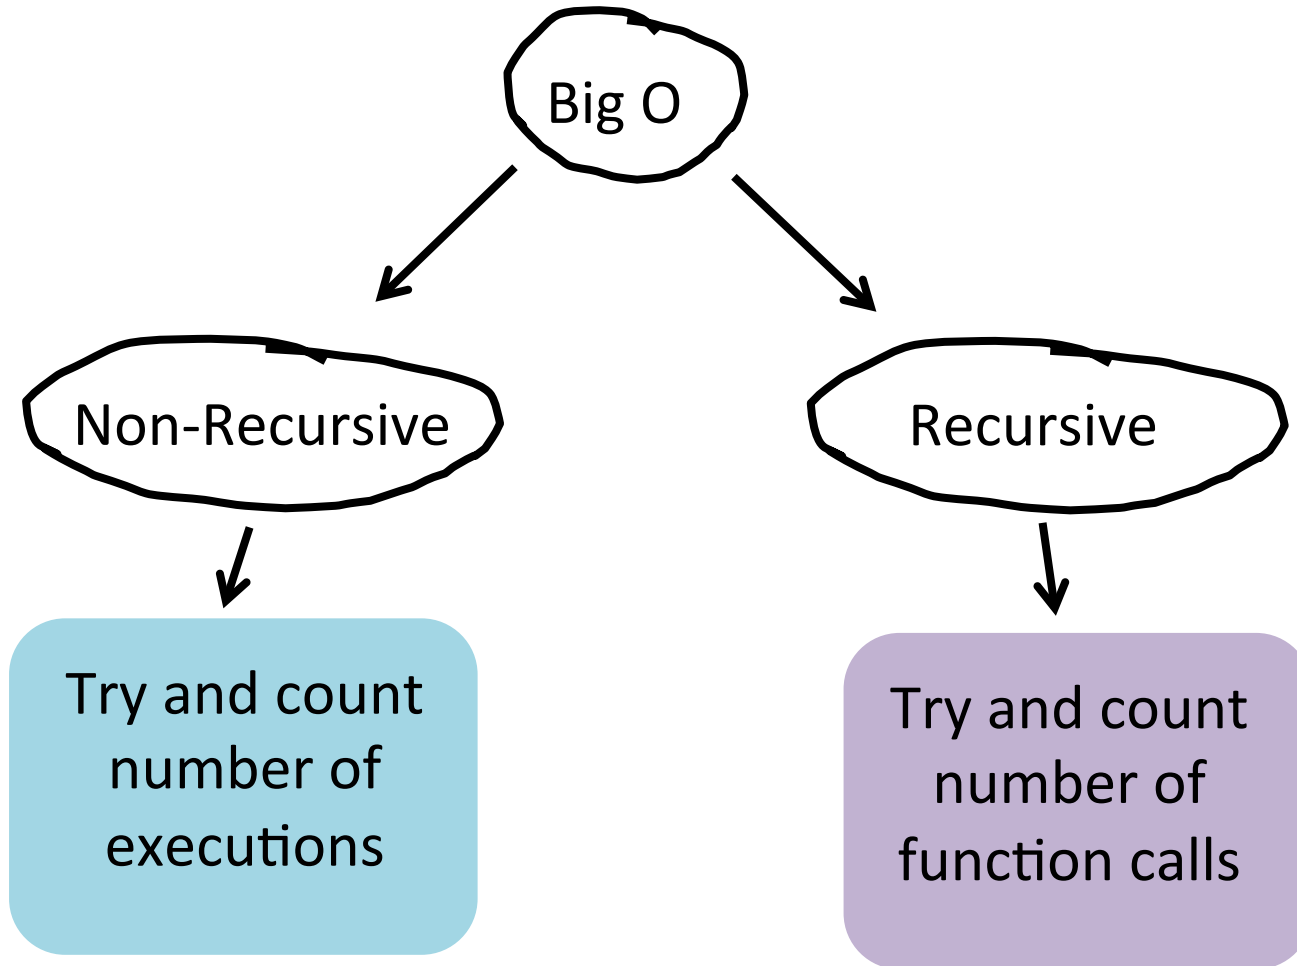 Big O
Non-Recursive
Recursive
Try and count
number of
executions
Try and count
number of
function calls